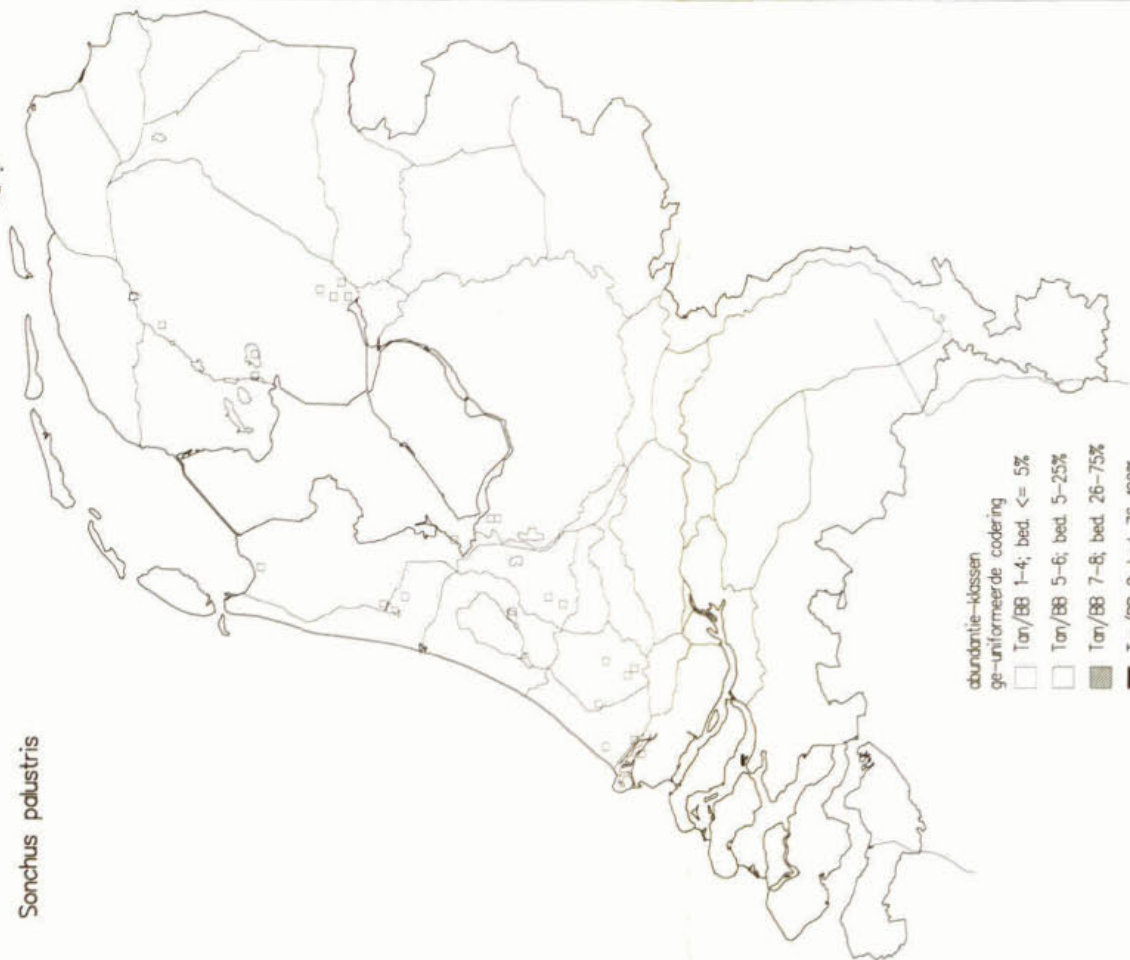 Sonchus palustris
abundantie-klassen
ge-uniformeerde codering
Tan/BB 1-4; bed. <= 5%
Tan/BB 5-6; bed. 5-25%
Tan/BB 7-8; bed. 26-75%